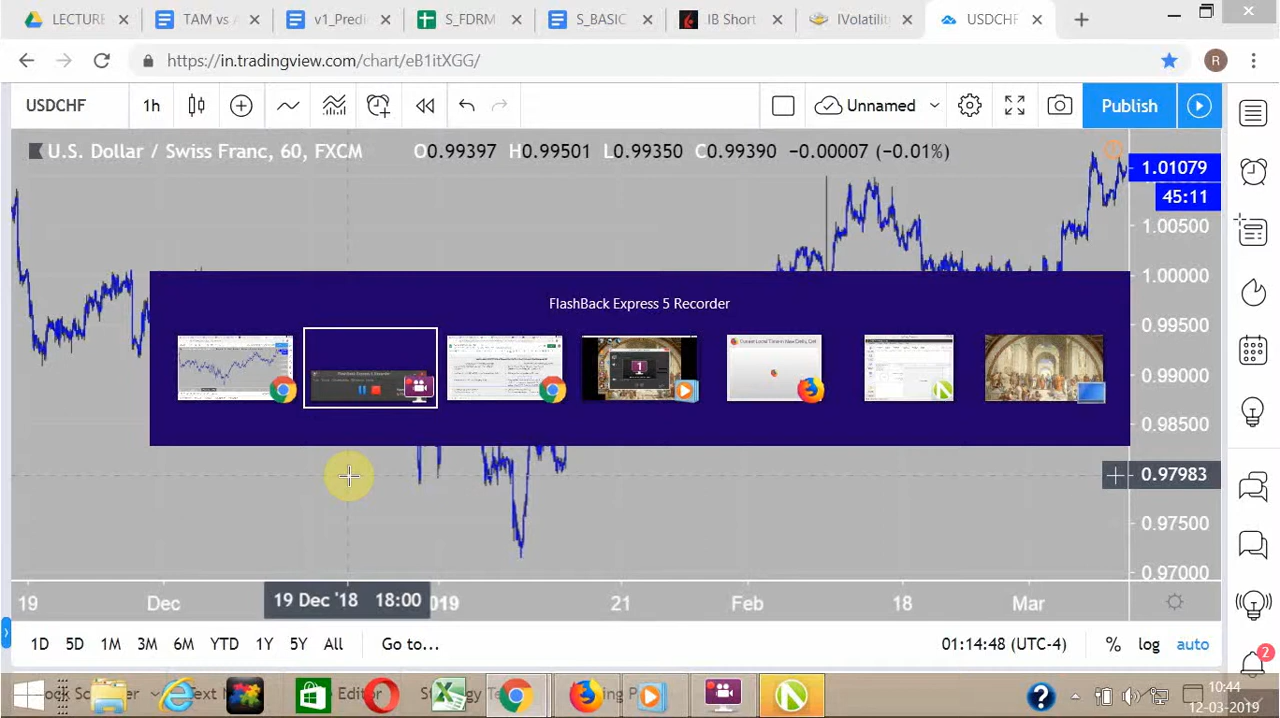 LECTURE
TAM vs A
v1_Predi
S_FDRM
S_BASIC
IB Short
IVolatility
USDCHF
https://in.tradingview.com/chart/eB1itXGG/
R
USDCHF
1h
Unnamed
Publish
U.S. Dollar / Swiss Franc, 60, FXCM O0.99397 H0.99501 L0.99350 C0.99390 −0.00007 (−0.01%)
1.01079
45:11
1.00500
1.00000
0.99500
0.99000
0.98500
0.97983
0.97500
0.97000
FlashBack Express 5 Recorder
19 Dec 19 Dec '18 18:00 019 21 Feb 18 Mar
1D 5D 1M 3M 6M YTD 1Y 5Y All Go to... 01:14:48 (UTC-4) % log auto
2
10:44
12-03-2019